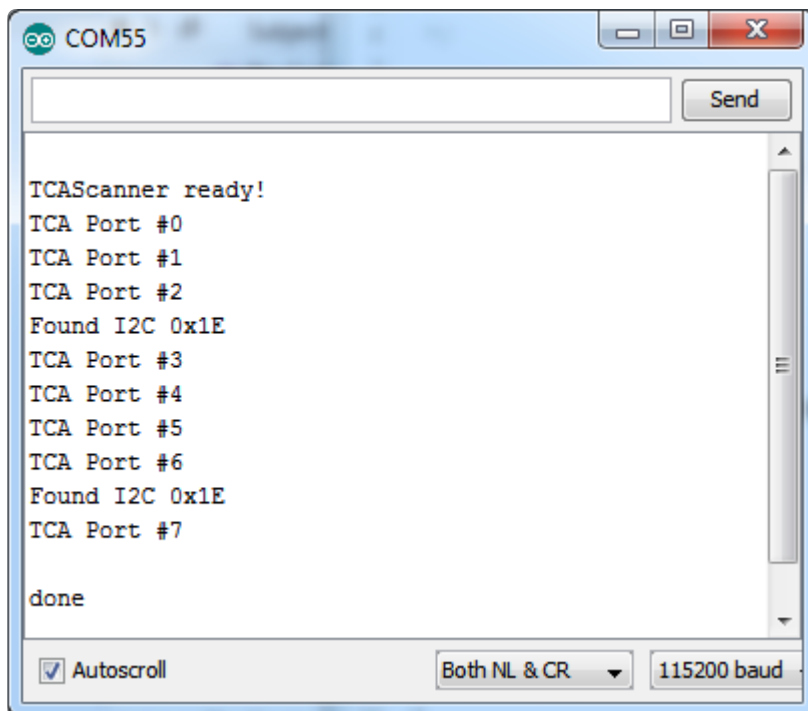 COM55
Send
TCAScanner ready!
TCA Port #0
TCA Port #1
TCA Port #2
Found I2C 0x1E
TCA Port #3
TCA Port #4
TCA Port #5
TCA Port #6
Found I2C 0x1E
TCA Port #7
done
Autoscroll Both NL & CR 115200 baud